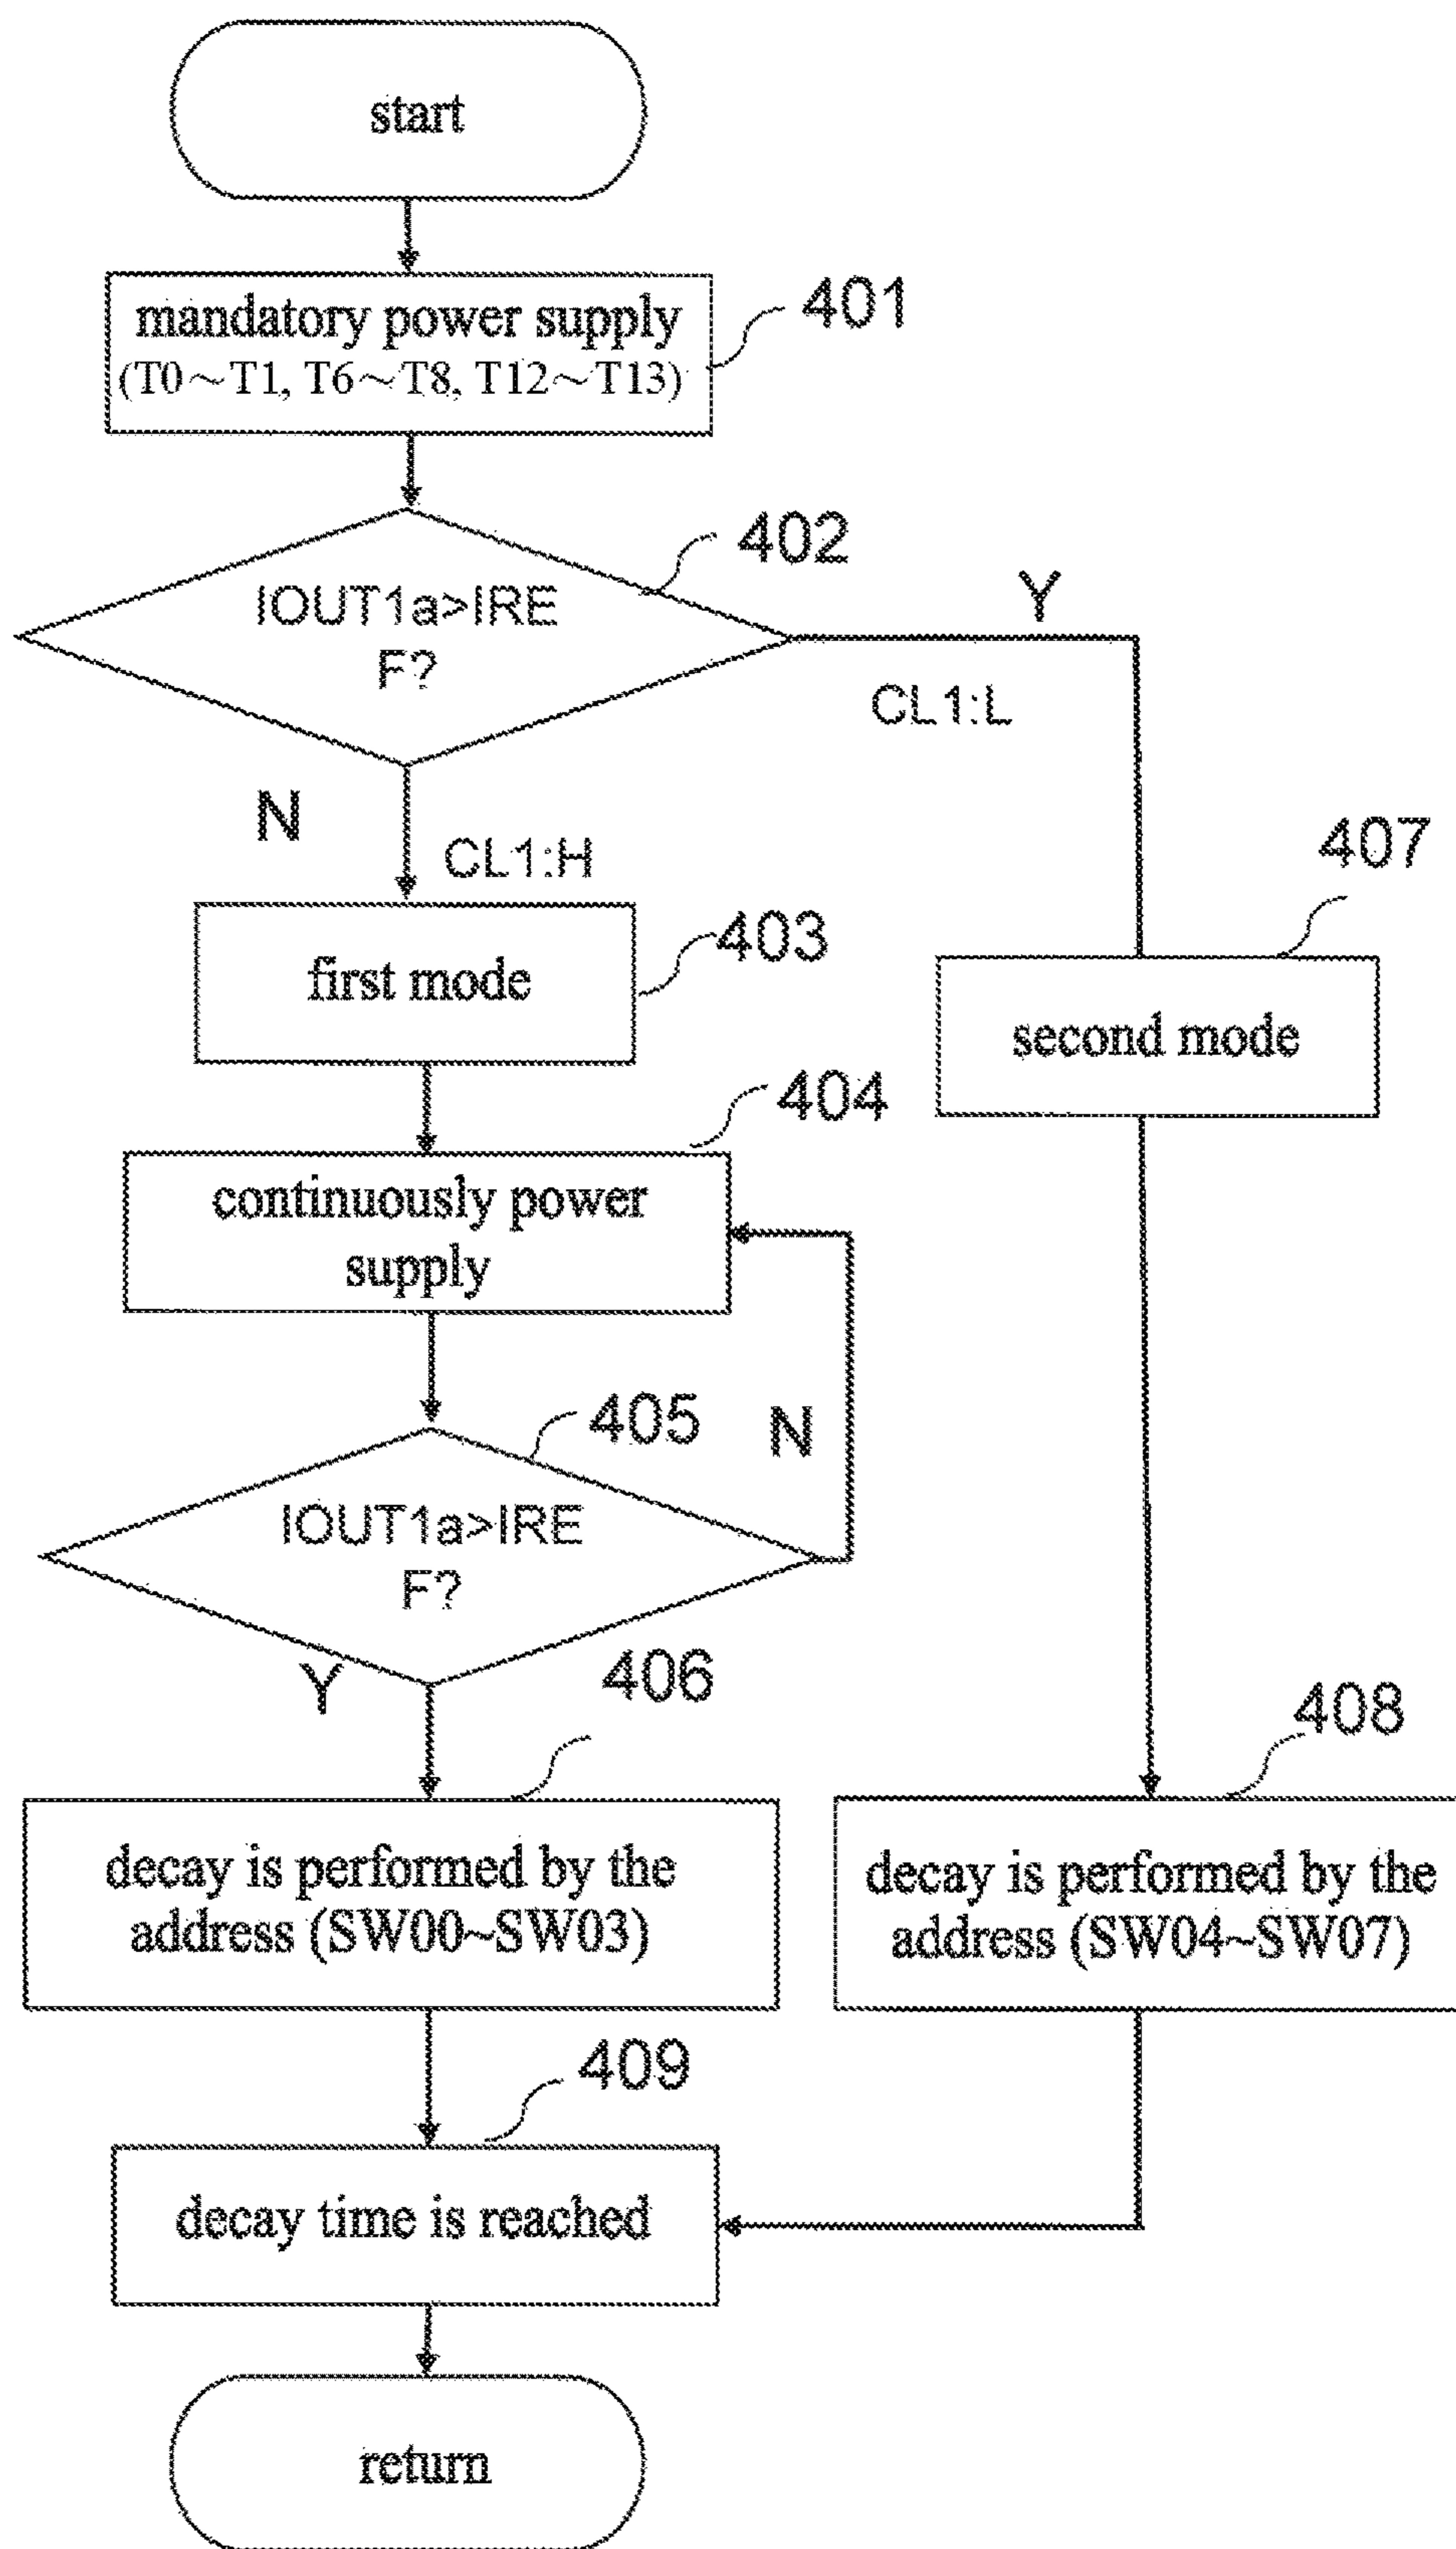 start
mandatory power supply
(T0~T1, T6~T8, T12~T13)
401
402
IOUT1a>IRE
F?
Y
CL1:L
N
CL1:H
407
403
first mode
second mode
404
continuously power
supply
405
N
IOUT1a>IRE
F?
Y
406
408
decay is performed by the
address (SW00~SW03)
decay is performed by the
address (SW04~SW07)
409
decay time is reached
return